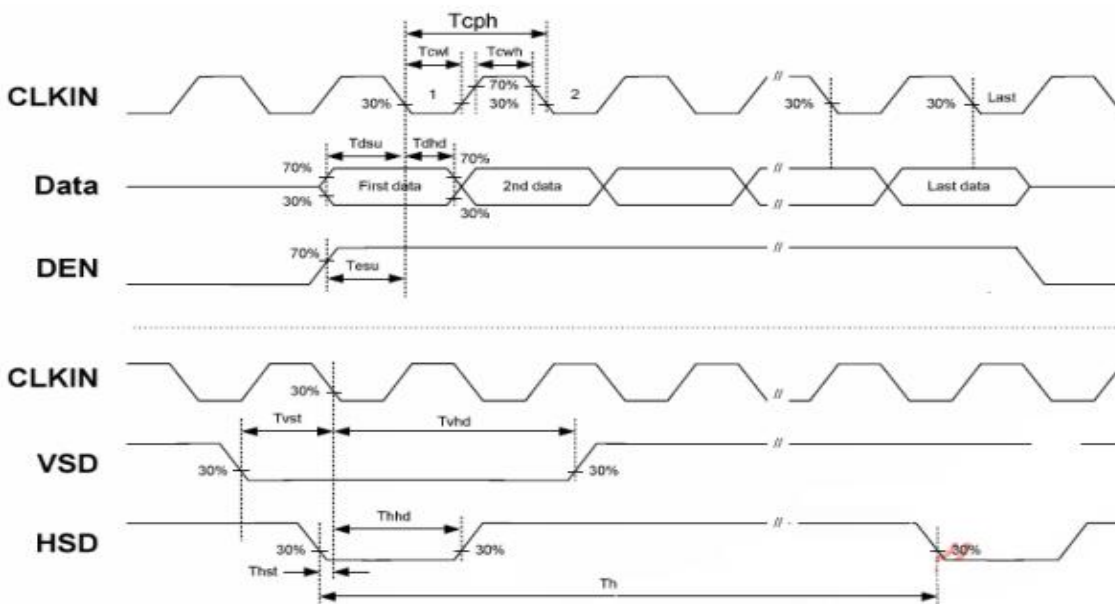 Tcph
Tcwl Tcwh
CLKIN 30% 1 70% 30% 2 // 30% 30% Last
Tdsu Tdhd
Data 70% 30% First data 70% 30% 2nd data // Last data
DEN 70% Tesu //
CLKIN 30% //
Tvst Tvhd
VSD 30% 30% //
Thhd
HSD 30% 30% // 30%
Thst
Th